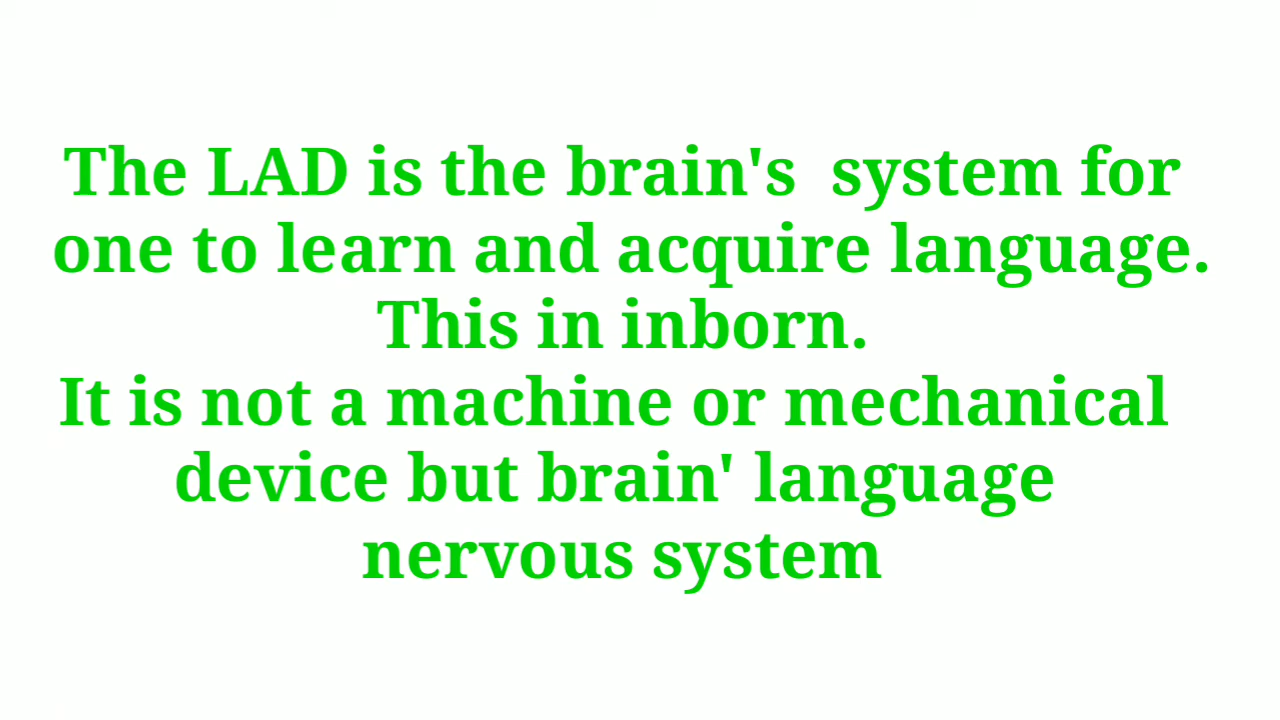 The LAD is the brain's  system for
one to learn and acquire language.
This in inborn.
It is not a machine or mechanical
device but brain' language
nervous system